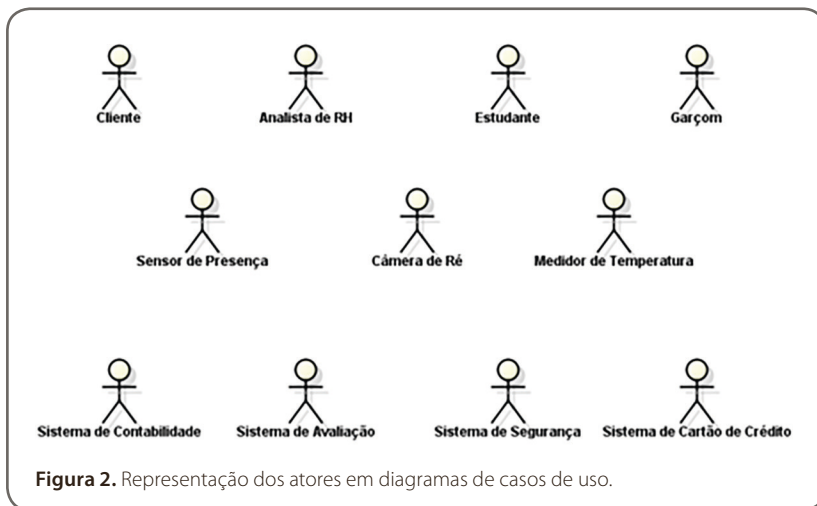 Cliente Analista de RH Estudante Garçom
Sensor de Presença Câmera de Ré Medidor de Temperatura
Sistema de Contabilidade Sistema de Avaliação Sistema de Segurança Sistema de Cartão de Crédito
Figura 2. Representação dos atores em diagramas de casos de uso.